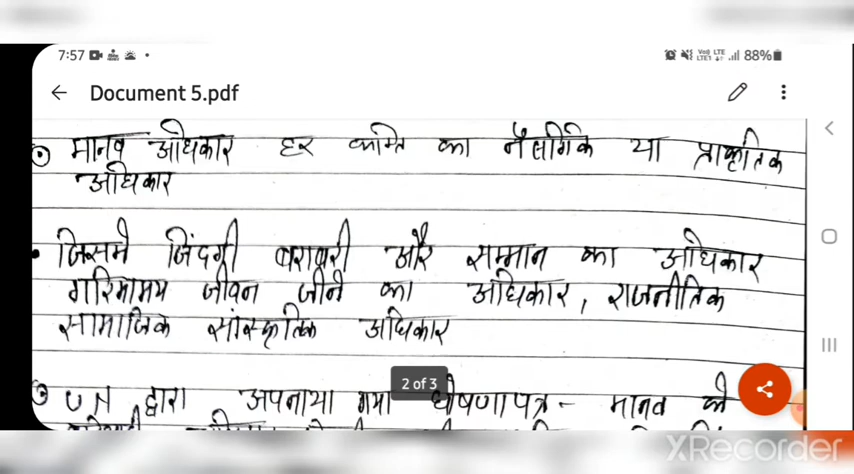 7:57 88%
Document 5.pdf
मानव अधिकार हर व्यक्ति का नैसर्गिक या प्राकृतिक
अधिकार
जिसमे जिंदगी बराबरी और सम्मान का अधिकार
गरिमामय जीवन जीने का अधिकार, राजनीतिक
सामाजिक सांस्कृतिक अधिकार
2 of 3
UN द्वारा अपनाया गया घोषणापत्र - मानव के
XRecorder